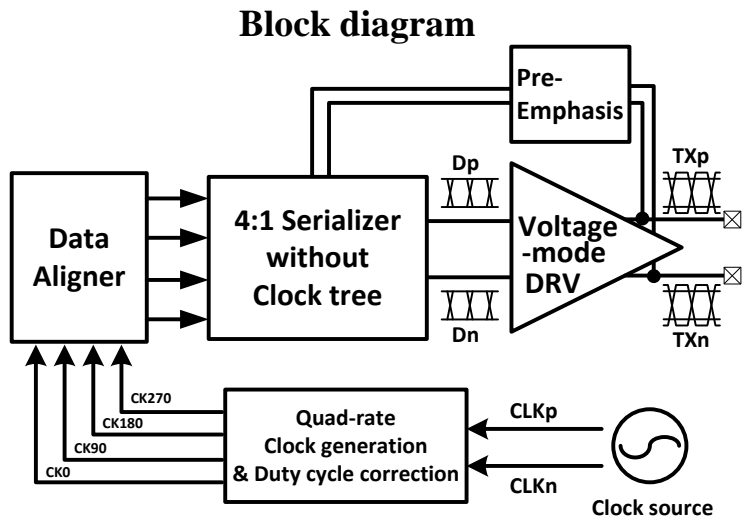 Block diagram
Pre-
Emphasis
Dp
TXp
Data
Aligner
4:1 Serializer
without
Clock tree
Voltage
-mode
DRV
Dn
TXn
CK270
CK180
CK90
CK0
Quad-rate
Clock generation
& Duty cycle correction
CLKp
CLKn
Clock source